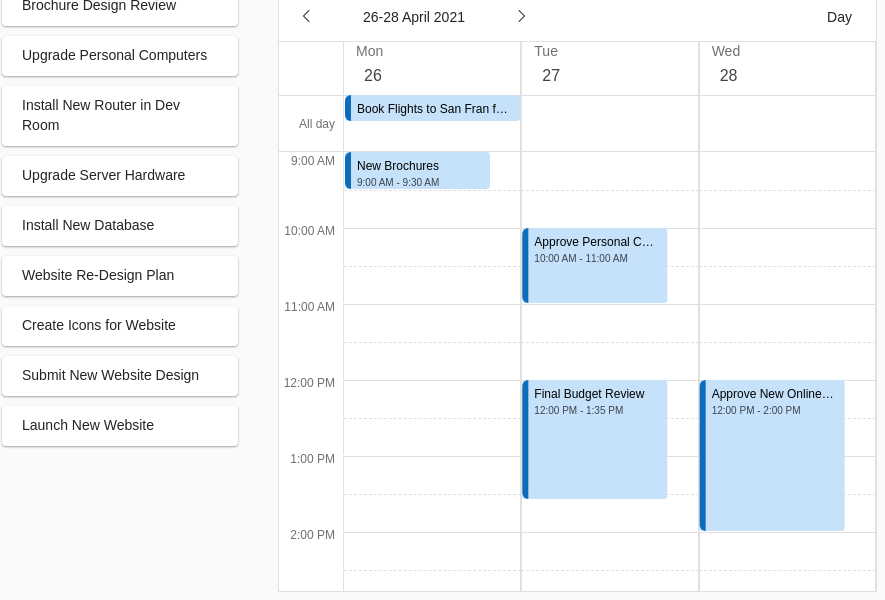 Brochure Design Review
Upgrade Personal Computers
Install New Router in Dev
Room
Upgrade Server Hardware
Install New Database
Website Re-Design Plan
Create Icons for Website
Submit New Website Design
Launch New Website
26-28 April 2021
Day
Mon
26
Tue
27
Wed
28
All day
Book Flights to San Fran f...
9:00 AM
New Brochures
9:00 AM - 9:30 AM
10:00 AM
Approve Personal C...
10:00 AM - 11:00 AM
11:00 AM
12:00 PM
Final Budget Review
12:00 PM - 1:35 PM
Approve New Online...
12:00 PM - 2:00 PM
1:00 PM
2:00 PM